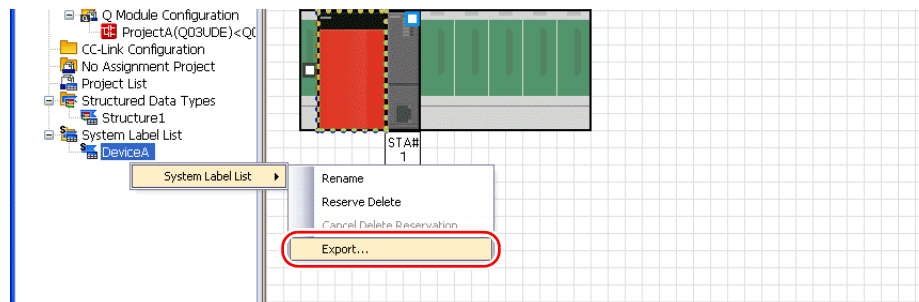 Q Module Configuration
ProjectA(Q03UDE)<Q(
CC-Link Configuration
No Assignment Project
Project List
Structured Data Types
Structure1
System Label List
DeviceA
STA#
1
System Label List
Rename
Reserve Delete
Cancel Delete Reservation
Export...